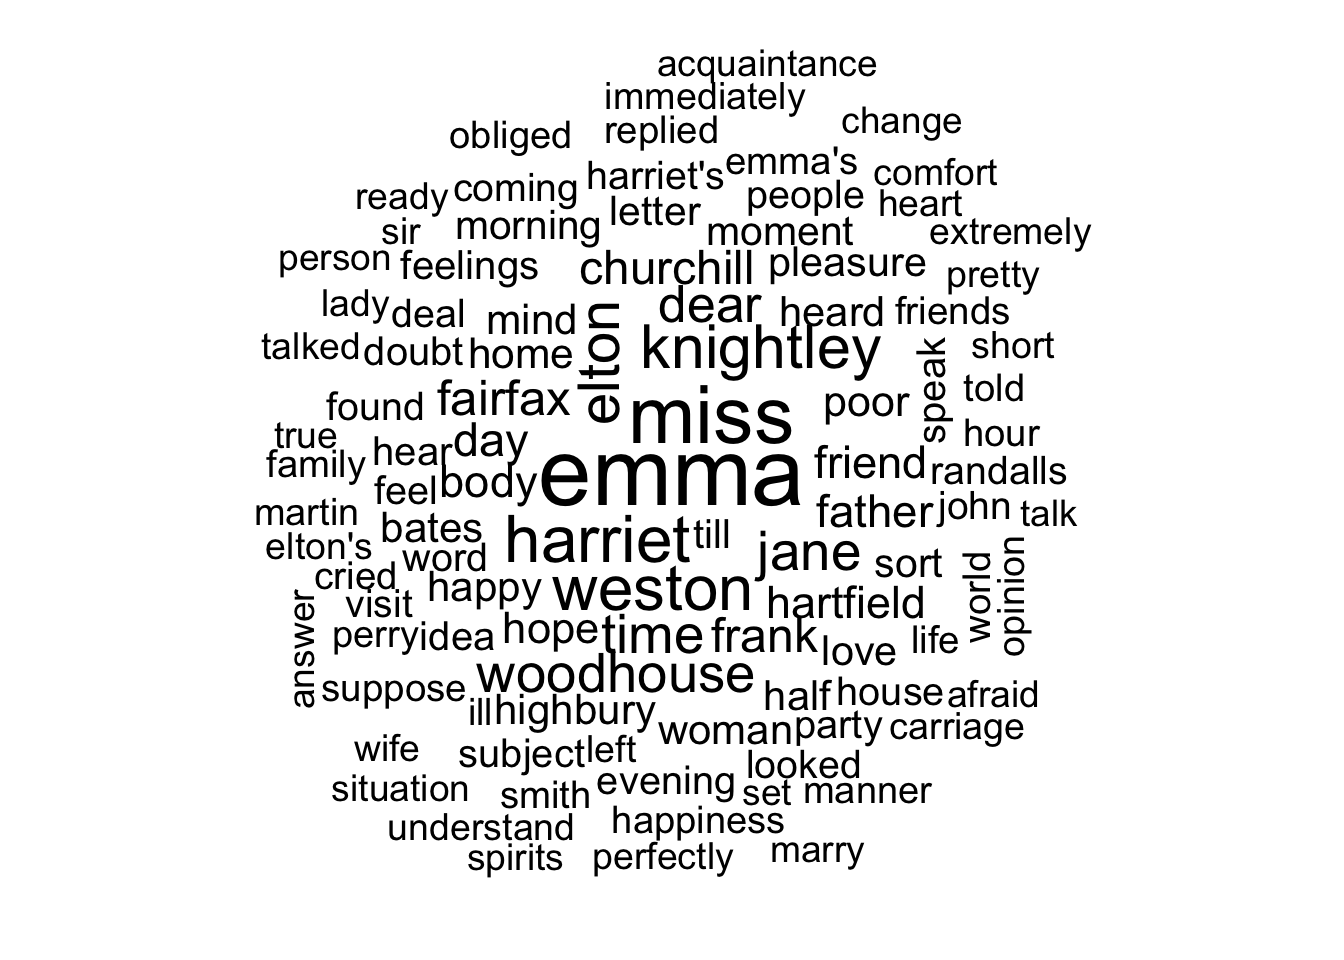 acquaintance
immediately
obliged replied change
harriet's emma's comfort
ready coming letter people heart
sir morning moment extremely
person feelings churchill pleasure pretty
lady deal mind elton dear heard friends
talked doubt home knightley speak short
found fairfax miss poor told
true hear day hour
family feel body emma friend randalls
martin bates father john talk
elton's word harriet till jane sort world opinion
cried happy weston hartfield
answer visit
perry idea hope time frank love life
suppose woodhouse half house afraid
ill highbury woman party carriage
wife subject left looked
situation smith evening set manner
understand happiness
spirits perfectly marry